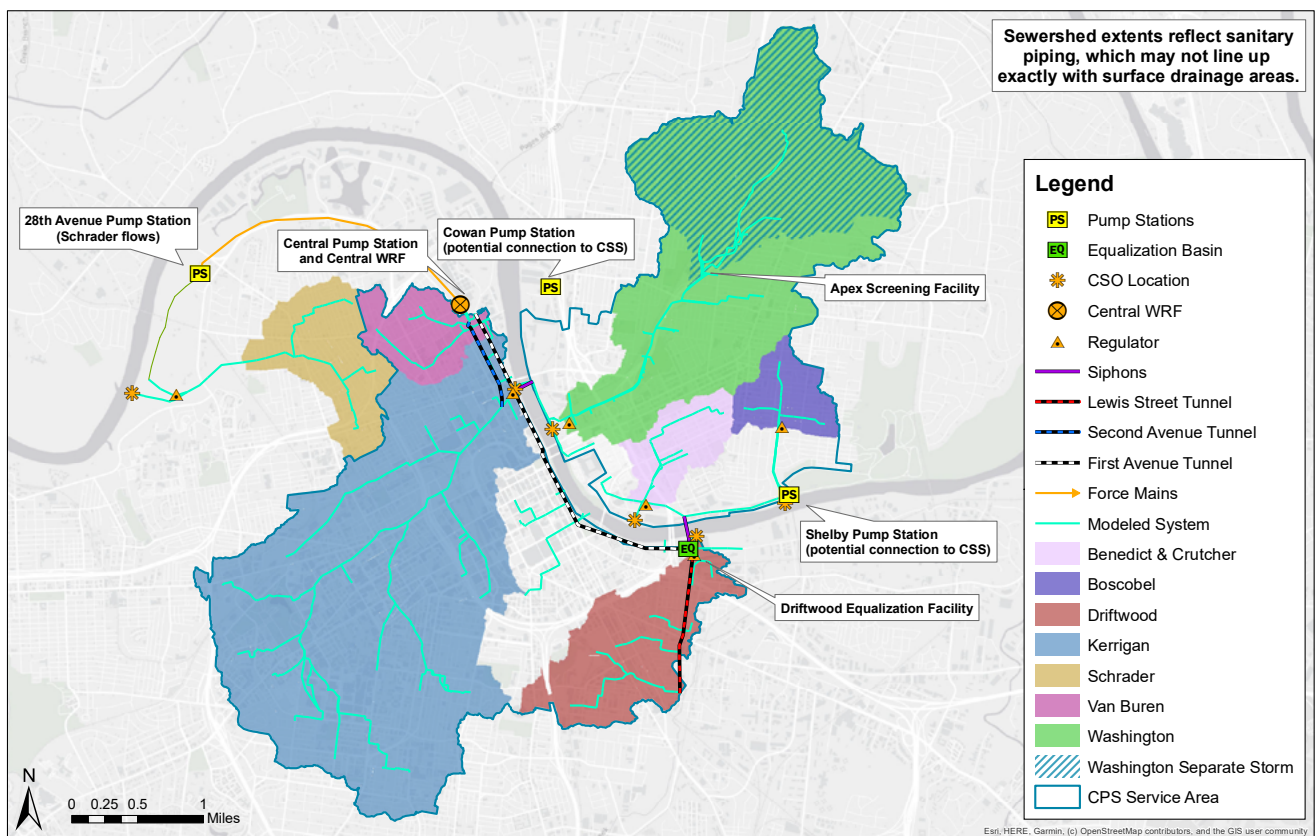 Sewershed extents reflect sanitary
piping, which may not line up
exactly with surface drainage areas.
28th Avenue Pump Station
(Schrader flows)
Central Pump Station
and Central WRF
Cowan Pump Station
(potential connection to CSS)
PS
PS
Apex Screening Facility
PS
Shelby Pump Station
(potential connection to CSS)
EQ
Driftwood Equalization Facility
Legend
PS Pump Stations
EQ Equalization Basin
CSO Location
Central WRF
Regulator
Siphons
Lewis Street Tunnel
Second Avenue Tunnel
First Avenue Tunnel
Force Mains
Modeled System
Benedict & Crutcher
Boscobel
Driftwood
Kerrigan
Schrader
Van Buren
Washington
Washington Separate Storm
CPS Service Area
N
0 0.25 0.5 1
Miles
Esri, HERE, Garmin, (c) OpenStreetMap contributors, and the GIS user community